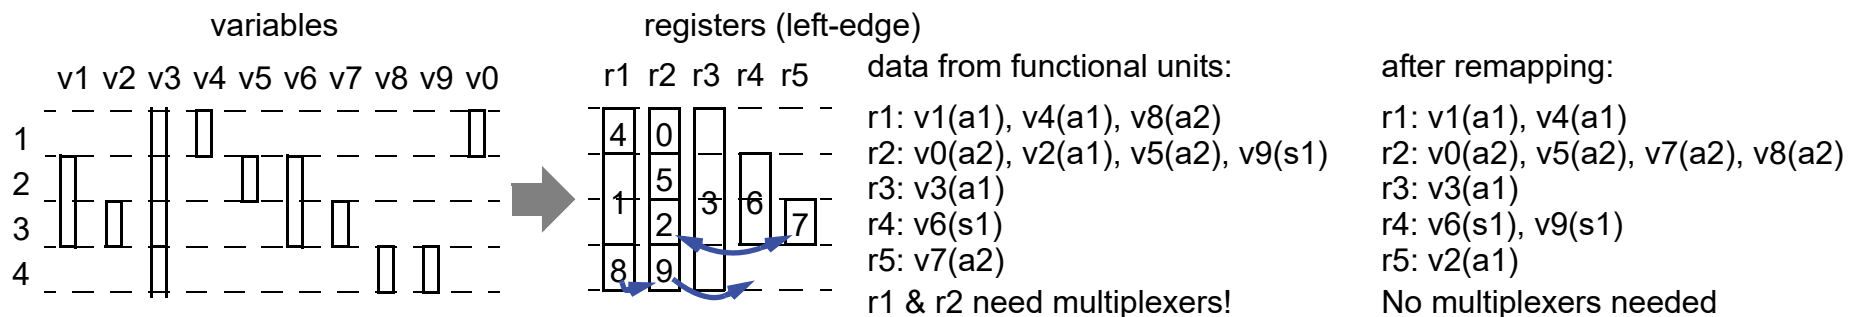 variables
v1 v2 v3 v4 v5 v6 v7 v8 v9 v0
1
2
3
4
registers (left-edge)
r1 r2 r3 r4 r5
4 0
5
1 3 6
2 7
8 9
data from functional units:
r1: v1(a1), v4(a1), v8(a2)
r2: v0(a2), v2(a1), v5(a2), v9(s1)
r3: v3(a1)
r4: v6(s1)
r5: v7(a2)
r1 & r2 need multiplexers!
after remapping:
r1: v1(a1), v4(a1)
r2: v0(a2), v5(a2), v7(a2), v8(a2)
r3: v3(a1)
r4: v6(s1), v9(s1)
r5: v2(a1)
No multiplexers needed